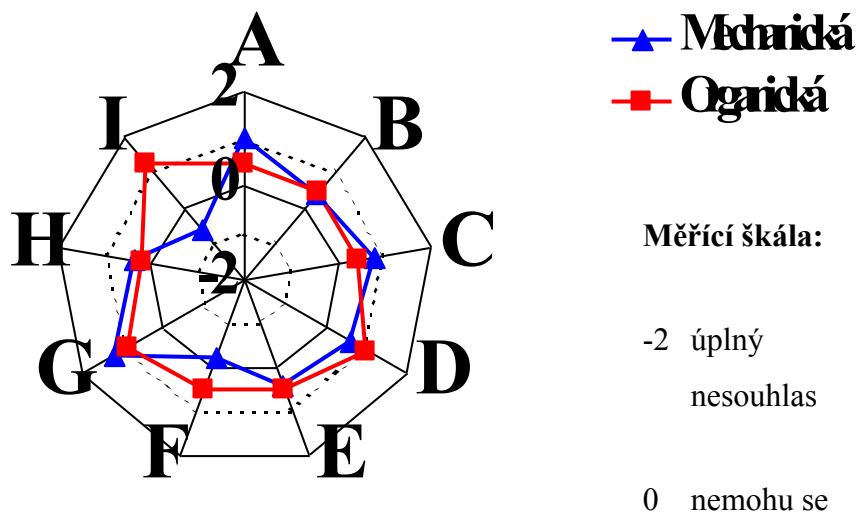 A
2
I
B
0
H
C
-2
G
D
F
E
Mechanická
Organická
Měřící škála:
-2 úplný
nesouhlas
0 nemohu se